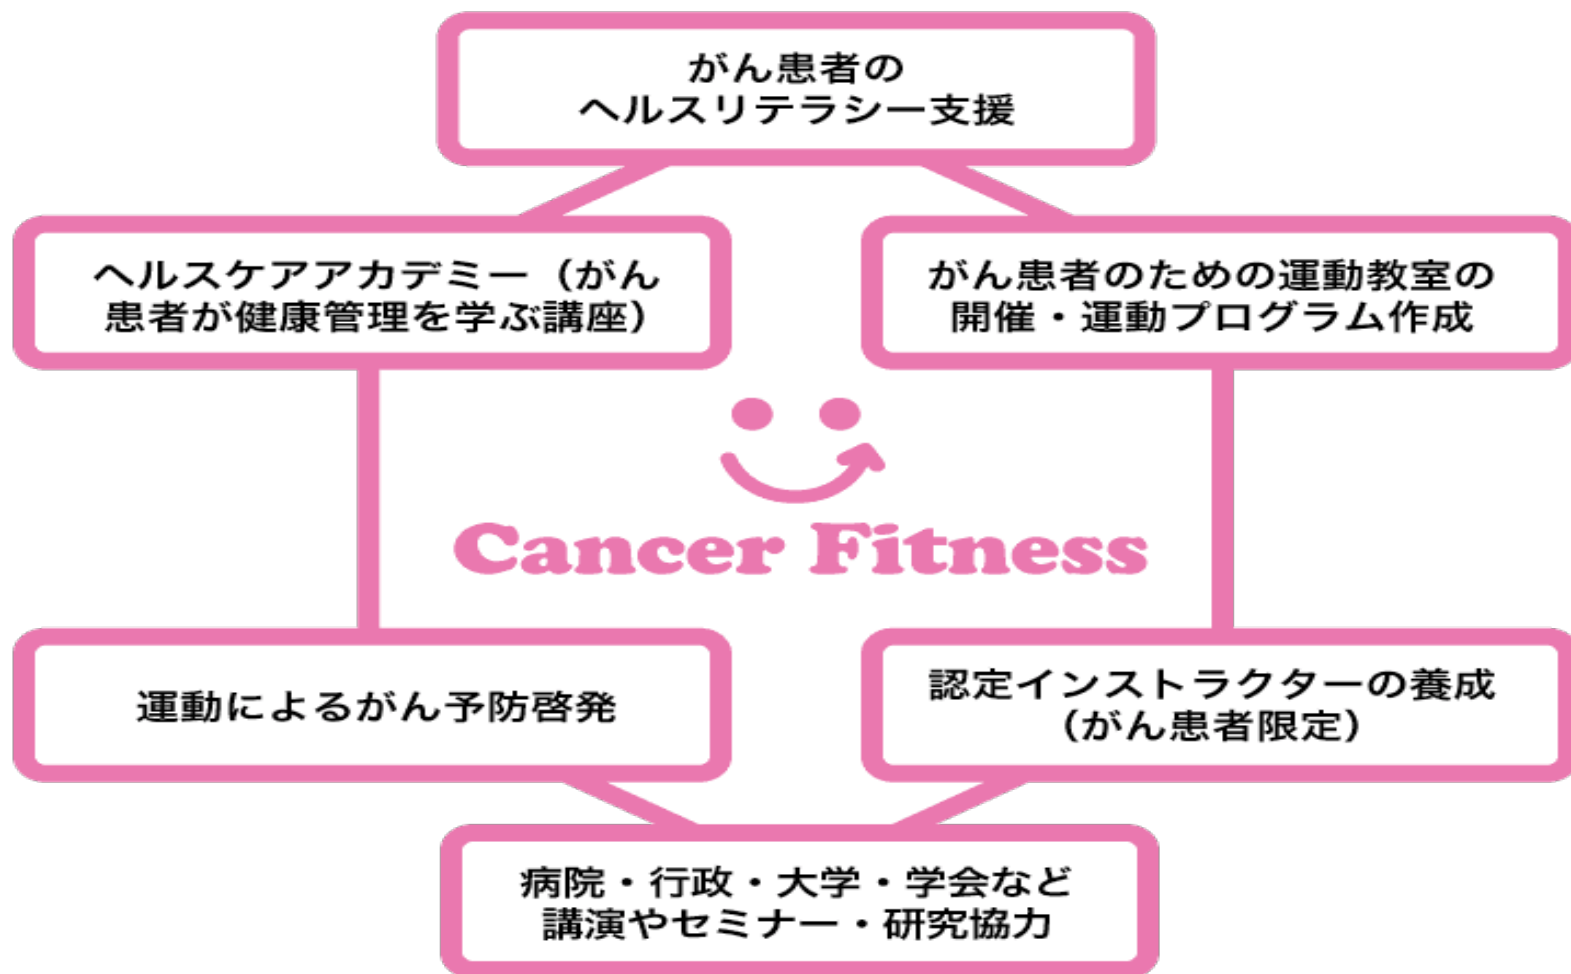 がん患者の
ヘルスリテラシー支援
ヘルスケアアカデミー（がん
患者が健康管理を学ぶ講座）
がん患者のための運動教室の
開催・運動プログラム作成
Cancer Fitness
運動によるがん予防啓発
認定インストラクターの養成
（がん患者限定）
病院・行政・大学・学会など
講演やセミナー・研究協力